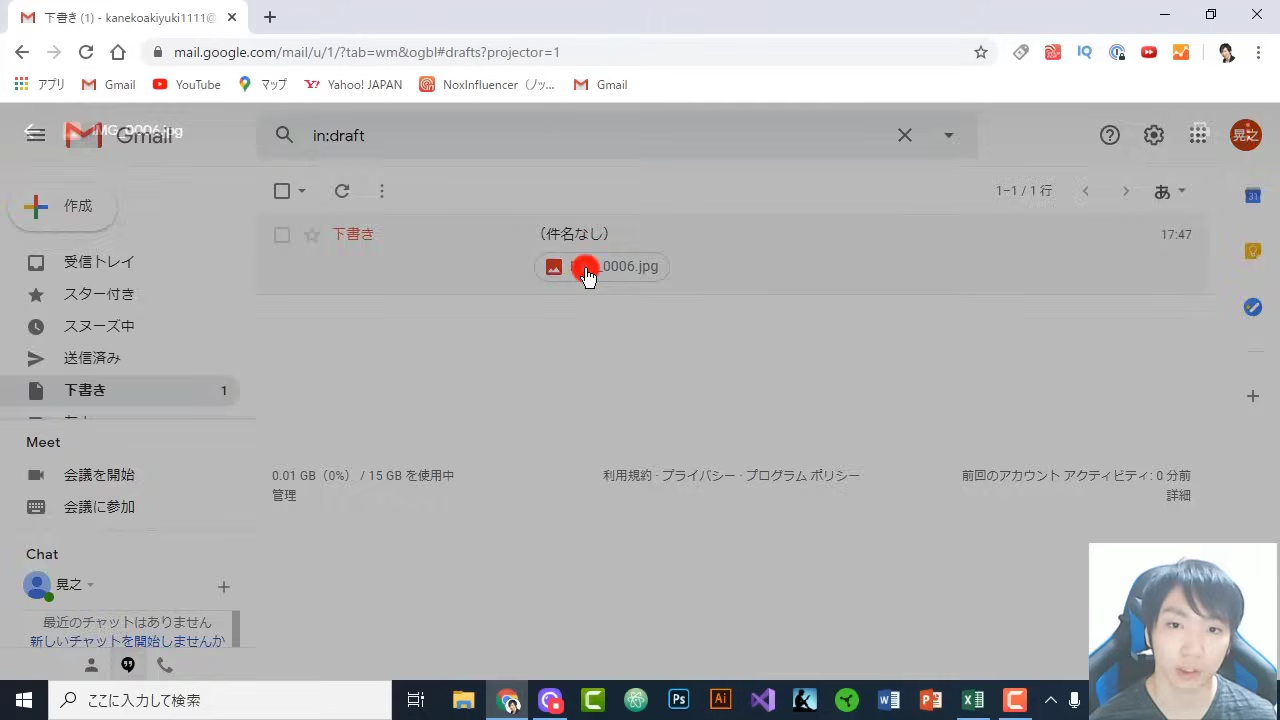 下書き (1) - kanekoakiyuki1111@
mail.google.com/mail/u/1/?tab=wm&ogbl#drafts?projector=1
アプリ Gmail YouTube マップ Yahoo! JAPAN NoxInfluencer（ノッ... Gmail
IMG_0006.jpg
Gmail
in:draft
晃之
作成
1–1 / 1 行
あ
31
下書き
（件名なし）
17:47
_0006.jpg
受信トレイ
スター付き
スヌーズ中
送信済み
下書き 1
Meet
会議を開始
会議に参加
0.01 GB（0%） / 15 GB を使用中
管理
利用規約 · プライバシー · プログラム ポリシー
前回のアカウント アクティビティ: 0 分前
詳細
Chat
晃之
最近のチャットはありません
新しいチャットを開始しませんか
ここに入力して検索
Ps
Ai